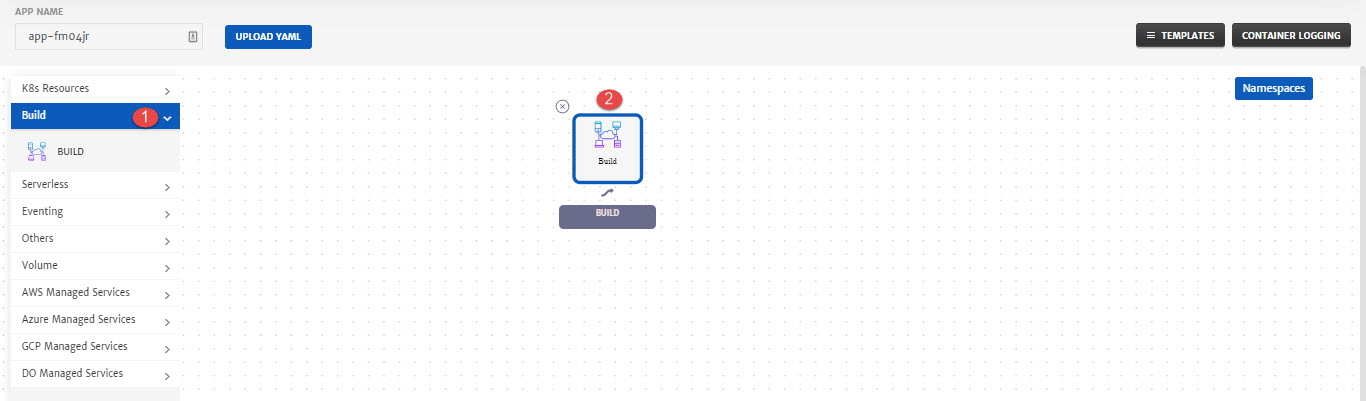 APP NAME
app-fm04jr
UPLOAD YAML
TEMPLATES
CONTAINER LOGGING
K8s Resources
Build
1
BUILD
Serverless
Eventing
Others
Volume
AWS Managed Services
Azure Managed Services
GCP Managed Services
DO Managed Services
2
Build
BUILD
Namespaces